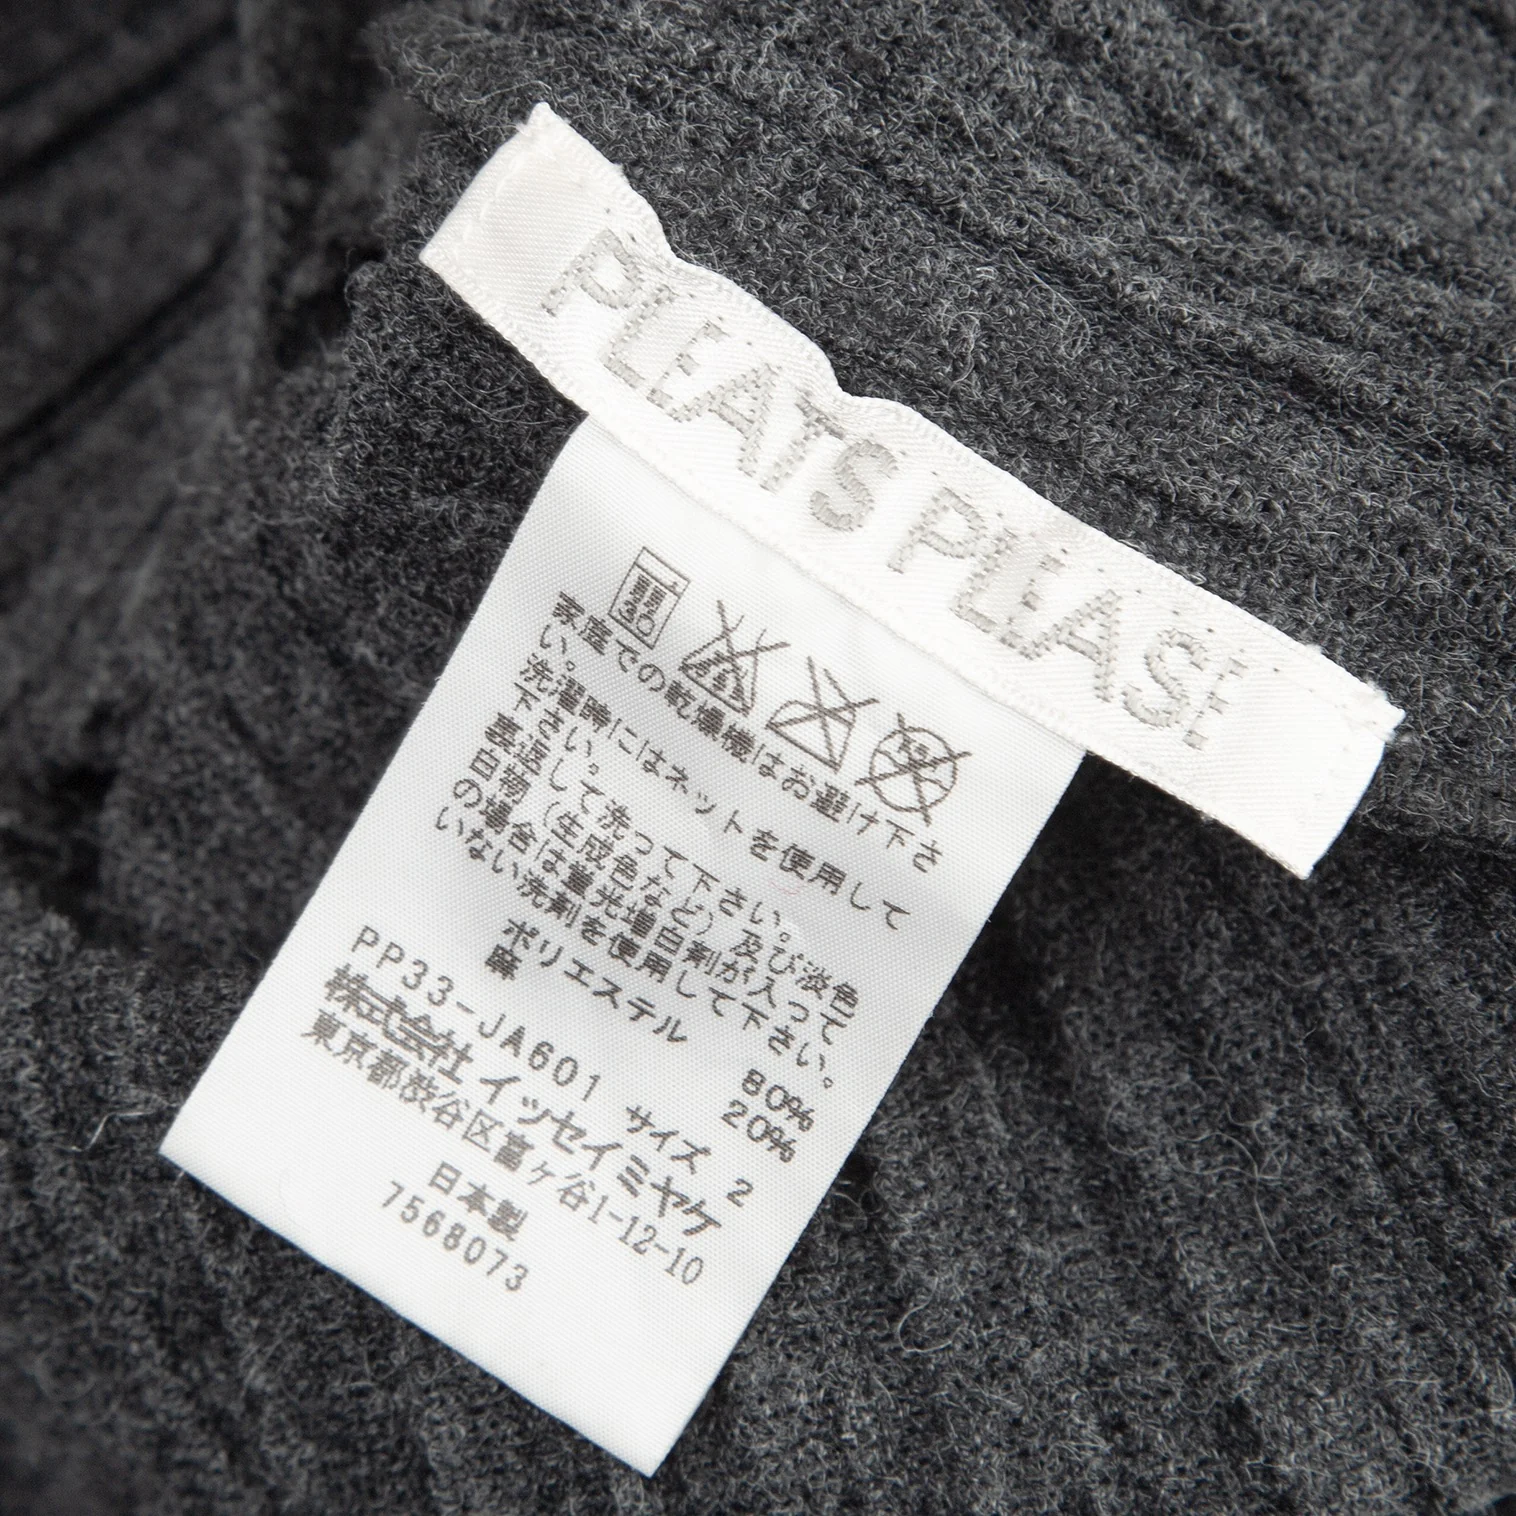 PLEATS PLEASE
家庭での乾燥機はお避け下さ
い。
洗濯時にはネットを使用して
下さい。
裏返して洗って下さい。
白物(生成色など)及び淡色
の場合は蛍光増白剤が入って
いない洗剤を使用して下さい。
ポリエステル 80%
麻 20%
PP33-JA601 サイズ 2
株式会社 イッセイミヤケ
東京都渋谷区富ヶ谷1-12-10
日本製
7568073